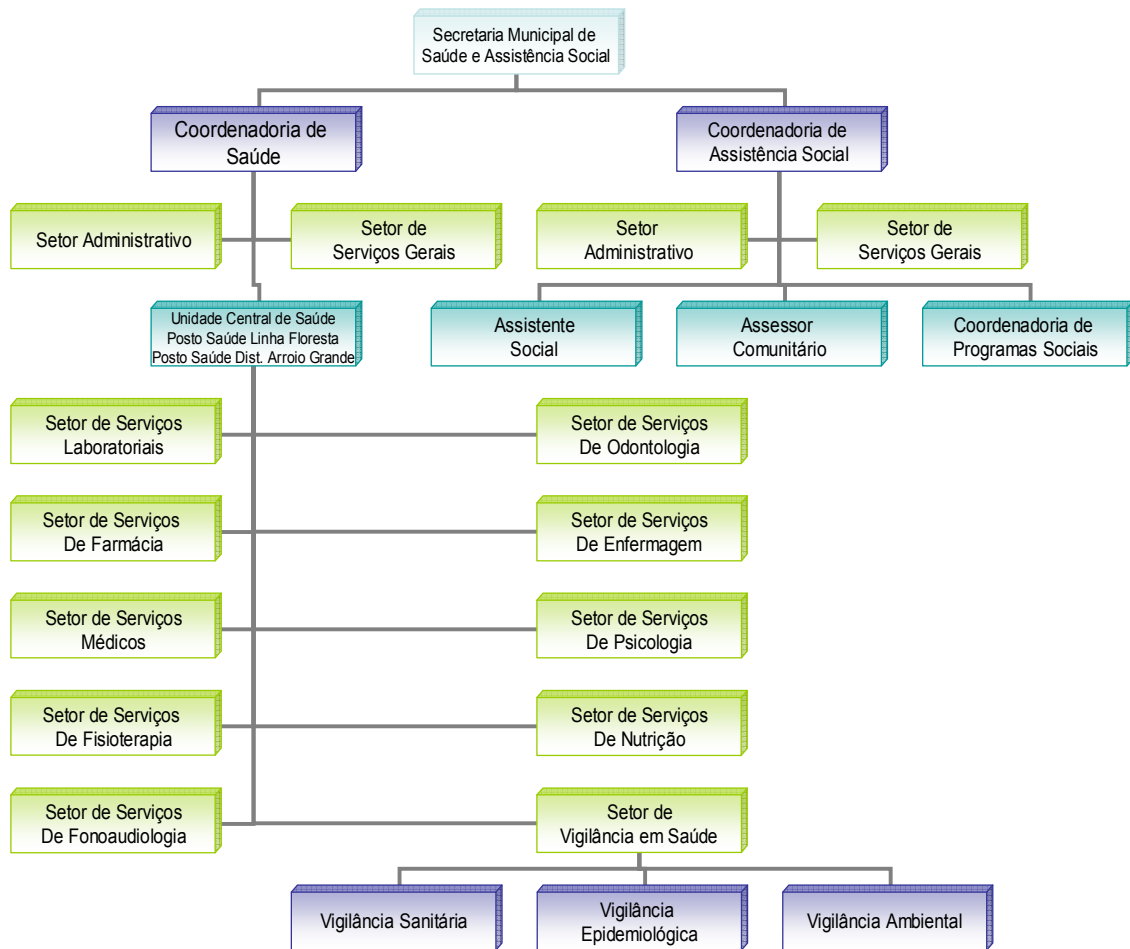 Secretaria Municipal de
Saúde e Assistência Social
Coordenadoria de
Saúde
Coordenadoria de
Assistência Social
Setor Administrativo
Setor de
Serviços Gerais
Setor
Administrativo
Setor de
Serviços Gerais
Unidade Central de Saúde
Posto Saúde Linha Floresta
Posto Saúde Dist. Arroio Grande
Assistente
Social
Assessor
Comunitário
Coordenadoria de
Programas Sociais
Setor de Serviços
Laboratoriais
Setor de Serviços
De Odontologia
Setor de Serviços
De Farmácia
Setor de Serviços
De Enfermagem
Setor de Serviços
Médicos
Setor de Serviços
De Psicologia
Setor de Serviços
De Fisioterapia
Setor de Serviços
De Nutrição
Setor de Serviços
De Fonoaudiologia
Setor de
Vigilância em Saúde
Vigilância Sanitária
Vigilância
Epidemiológica
Vigilância Ambiental